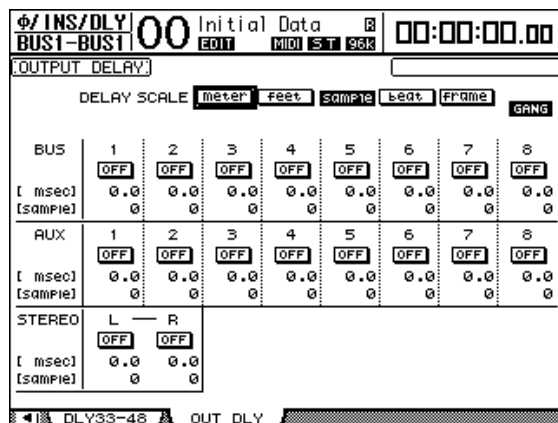 Φ/INS/DLY 00 Initial Data R 00:00:00.00
BUS1-BUS1 EDIT MIDI ST 96K
OUTPUT DELAY
DELAY SCALE meter feet sample beat frame
GANG
BUS 1 2 3 4 5 6 7 8
OFF OFF OFF OFF OFF OFF OFF OFF
[ msec] 0.0 0.0 0.0 0.0 0.0 0.0 0.0 0.0
[sample] 0 0 0 0 0 0 0 0
AUX 1 2 3 4 5 6 7 8
OFF OFF OFF OFF OFF OFF OFF OFF
[ msec] 0.0 0.0 0.0 0.0 0.0 0.0 0.0 0.0
[sample] 0 0 0 0 0 0 0 0
STEREO L — R
OFF OFF
[ msec] 0.0 0.0
[sample] 0 0
DLY33-48 OUT DLY